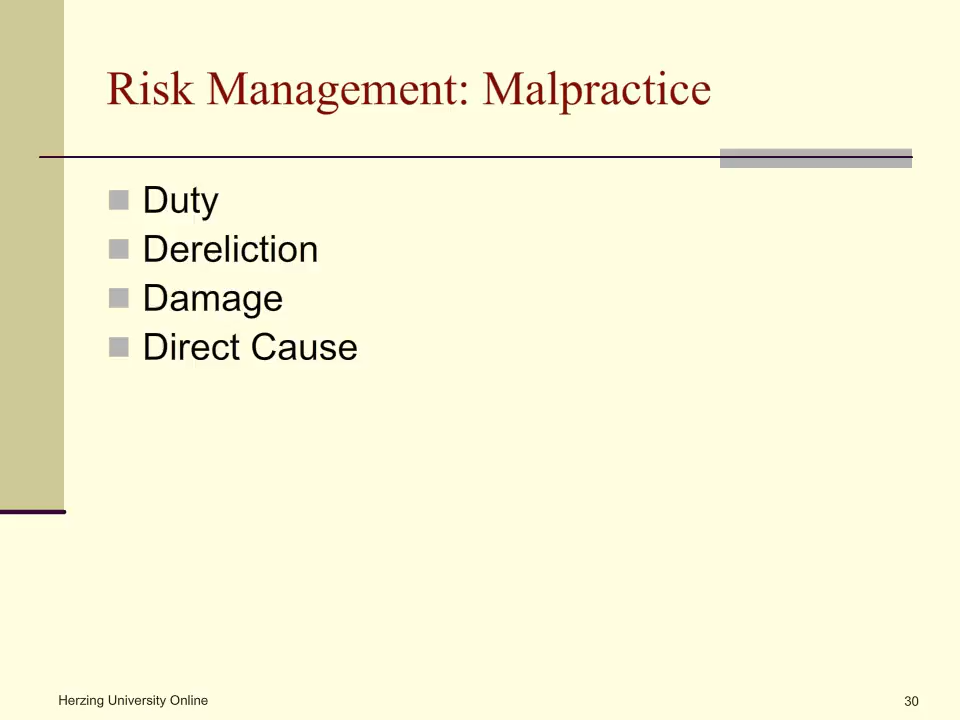 Risk Management: Malpractice
Duty
Dereliction
Damage
Direct Cause
Herzing University Online
30